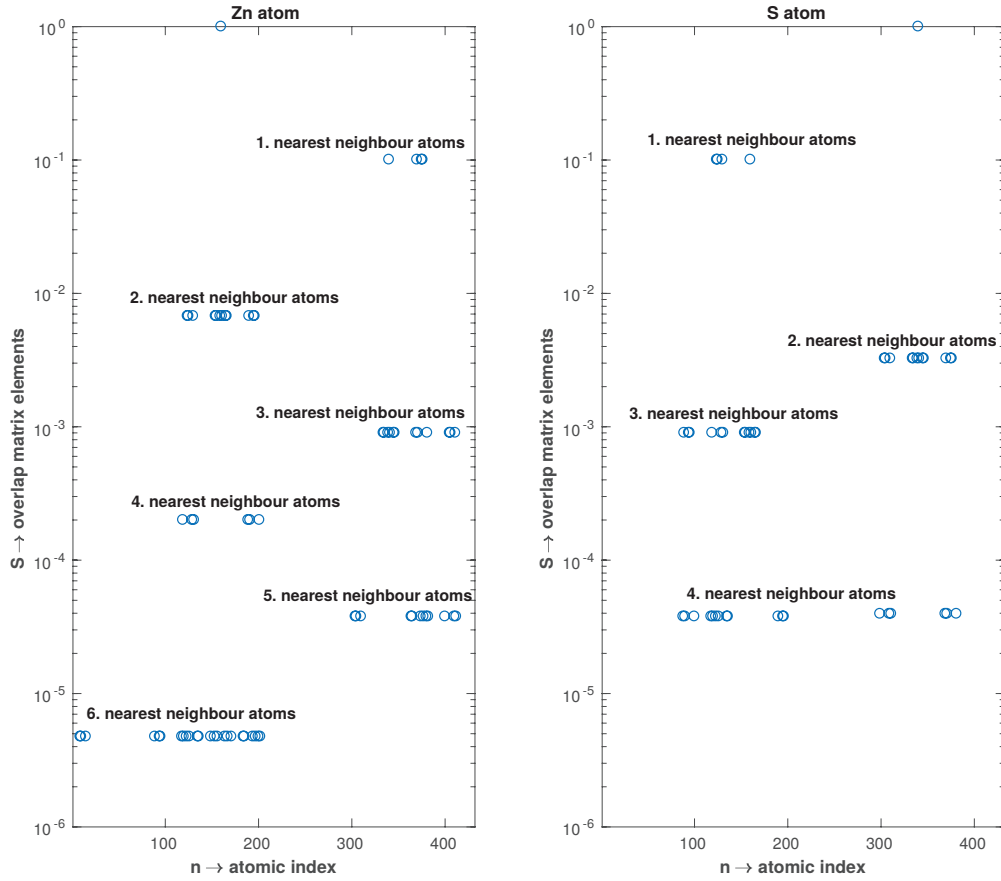 Zn atom
10^0
10^-1
10^-2
10^-3
10^-4
10^-5
10^-6
S → overlap matrix elements
1. nearest neighbour atoms
2. nearest neighbour atoms
3. nearest neighbour atoms
4. nearest neighbour atoms
5. nearest neighbour atoms
6. nearest neighbour atoms
100 200 300 400
n → atomic index
S atom
10^0
10^-1
10^-2
10^-3
10^-4
10^-5
10^-6
S → overlap matrix elements
1. nearest neighbour atoms
2. nearest neighbour atoms
3. nearest neighbour atoms
4. nearest neighbour atoms
100 200 300 400
n → atomic index